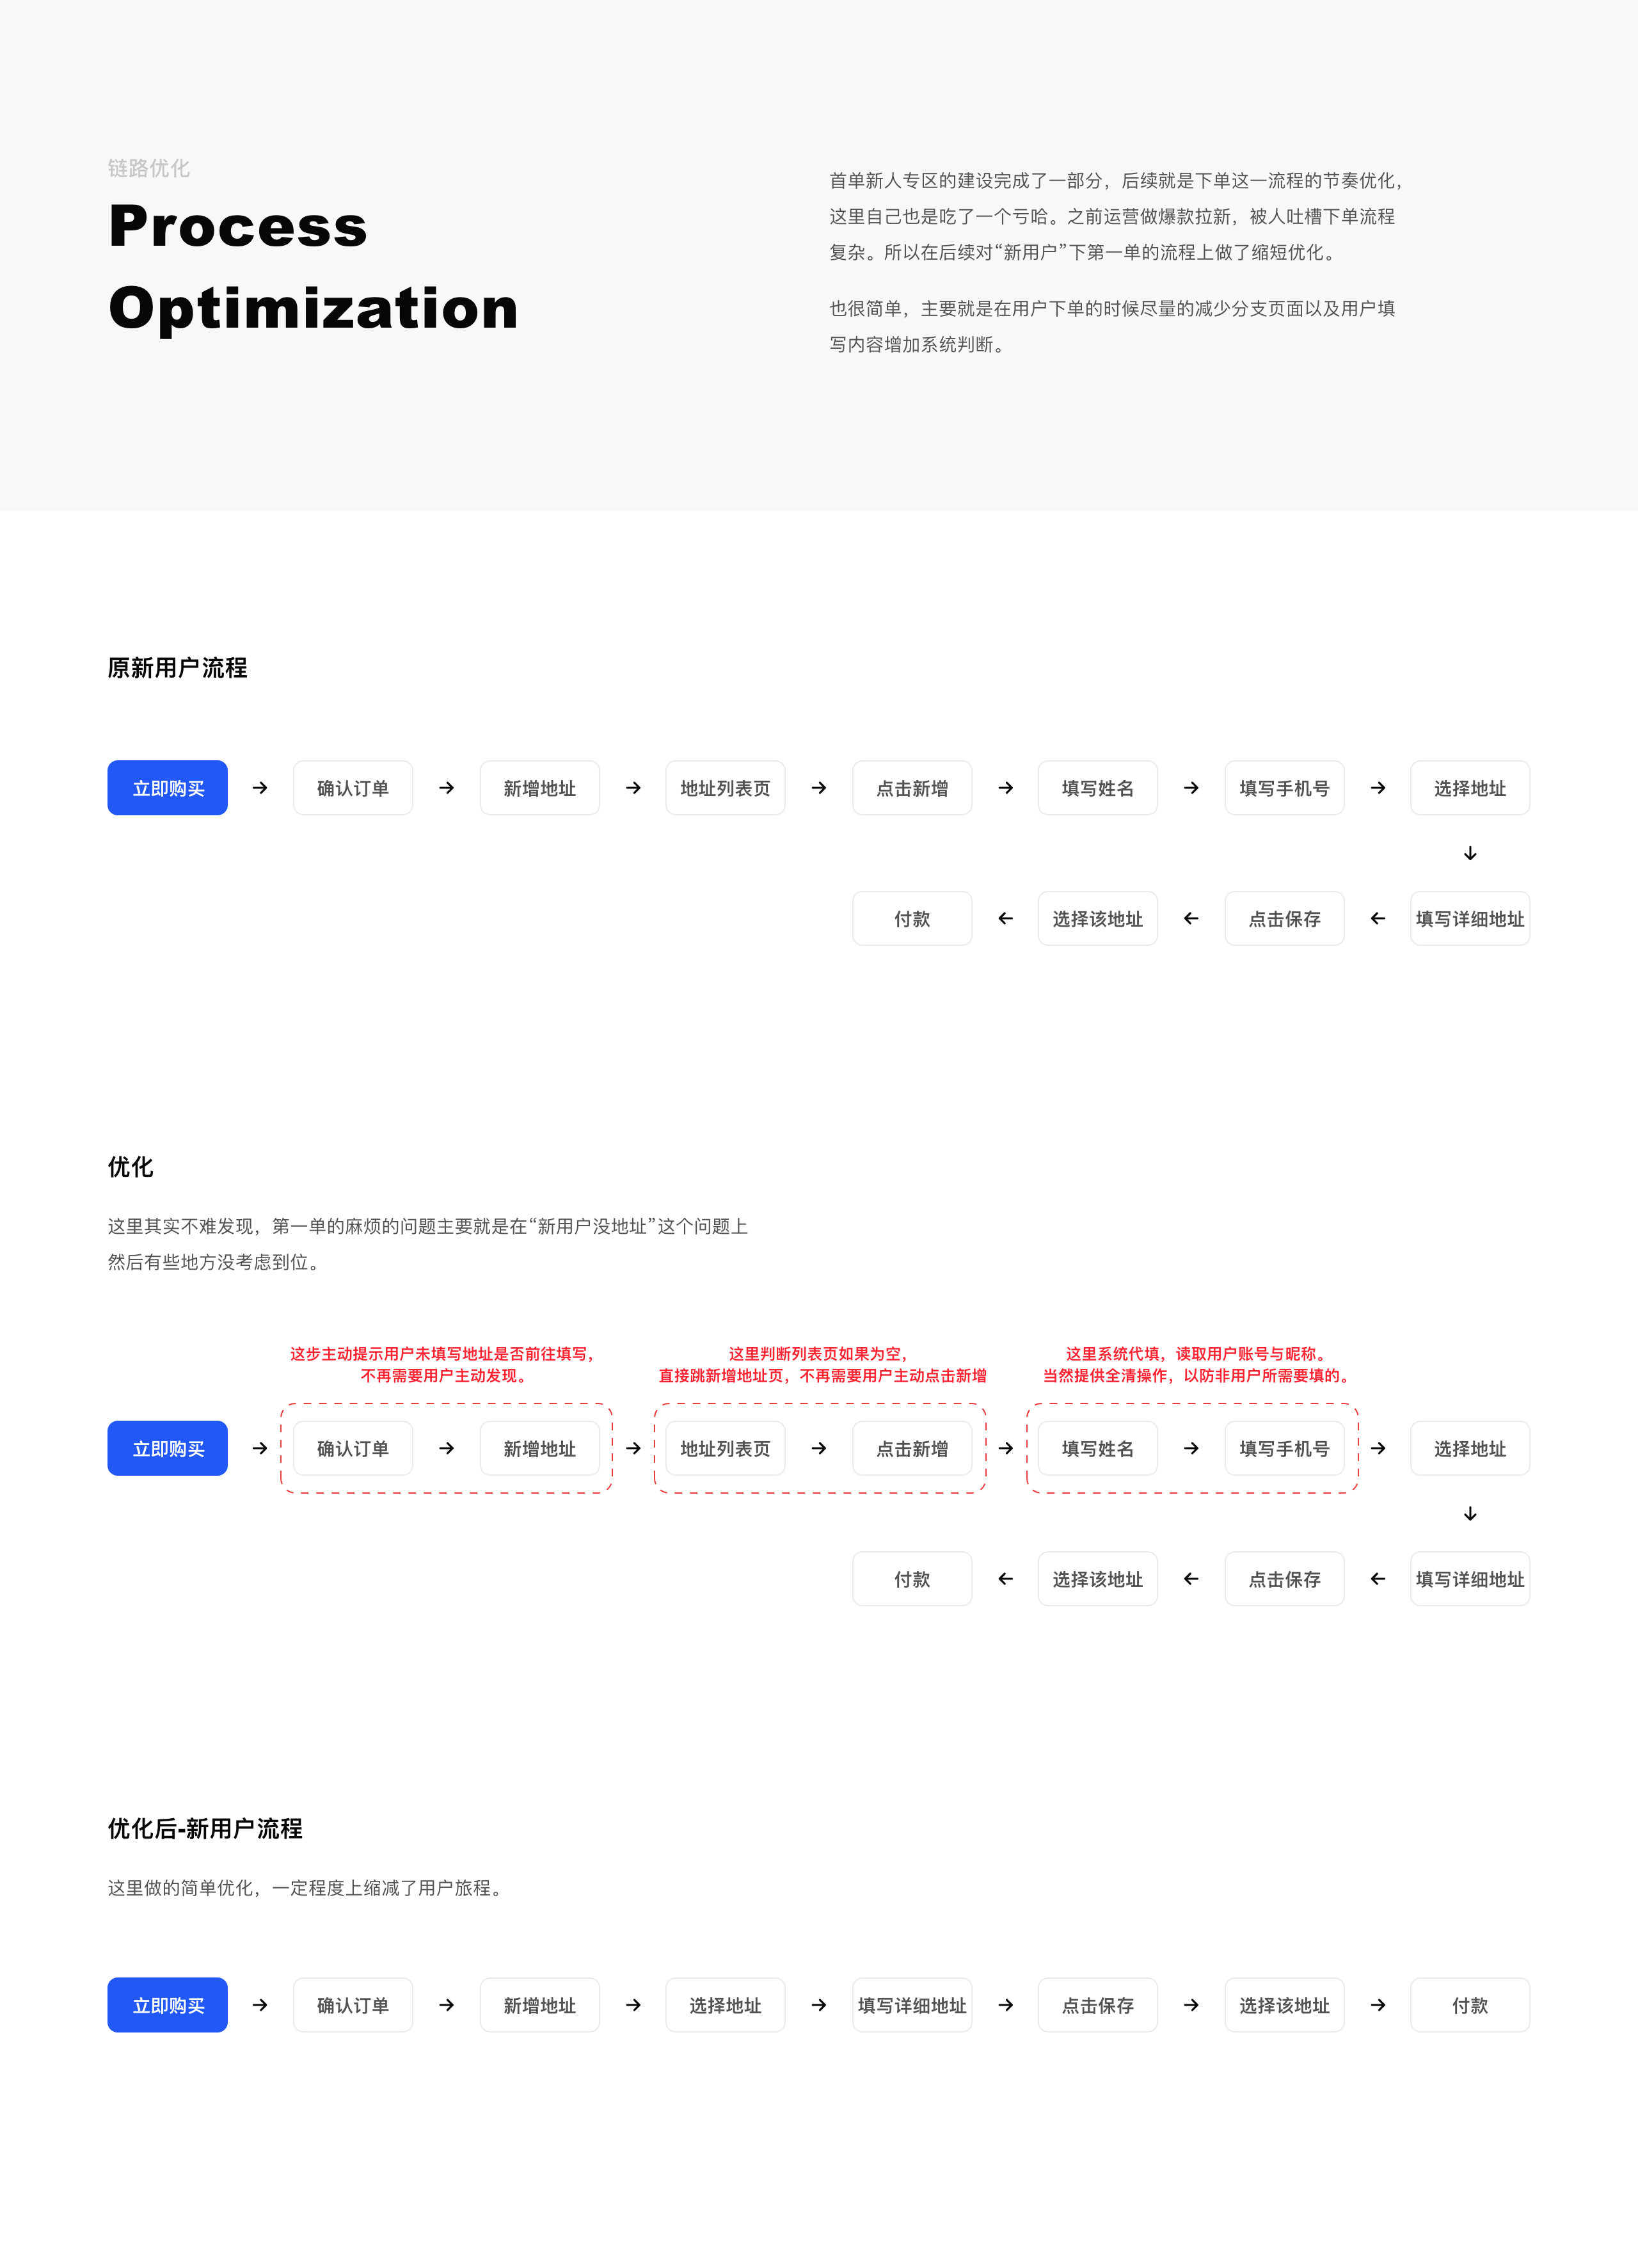 链路优化
Process
Optimization
首单新人专区的建设完成了一部分，后续就是下单这一流程的节奏优化，
这里自己也是吃了一个亏哈。之前运营做爆款拉新，被人吐槽下单流程
复杂。所以在后续对“新用户”下第一单的流程上做了缩短优化。
也很简单，主要就是在用户下单的时候尽量的减少分支页面以及用户填
写内容增加系统判断。
原新用户流程
立即购买 → 确认订单 → 新增地址 → 地址列表页 → 点击新增 → 填写姓名 → 填写手机号 → 选择地址
↓
付款 ← 选择该地址 ← 点击保存 ← 填写详细地址
优化
这里其实不难发现，第一单的麻烦的问题主要就是在“新用户没地址”这个问题上
然后有些地方没考虑到位。
这步主动提示用户未填写地址是否前往填写，
不再需要用户主动发现。
这里判断列表页如果为空，
直接跳新增地址页，不再需要用户主动点击新增
这里系统代填，读取用户账号与昵称。
当然提供全清操作，以防非用户所需要填的。
立即购买 → 确认订单 → 新增地址 → 地址列表页 → 点击新增 → 填写姓名 → 填写手机号 → 选择地址
↓
付款 ← 选择该地址 ← 点击保存 ← 填写详细地址
优化后-新用户流程
这里做的简单优化，一定程度上缩减了用户旅程。
立即购买 → 确认订单 → 新增地址 → 选择地址 → 填写详细地址 → 点击保存 → 选择该地址 → 付款